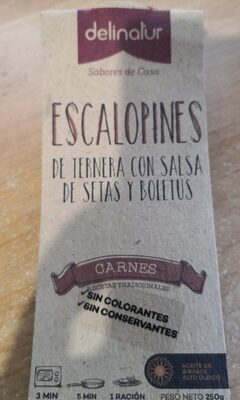 delinatur
Sabores de Casa
ESCALOPINES
DE TERNERA CON SALSA
DE SETAS Y BOLETUS
CARNES
RECETAS TRADICIONALES
✓SIN COLORANTES
✓SIN CONSERVANTES
ACEITE DE
GIRASOL
ALTO OLEICO
3 MIN 5 MIN 1 RACIÓN PESO NETO 250g